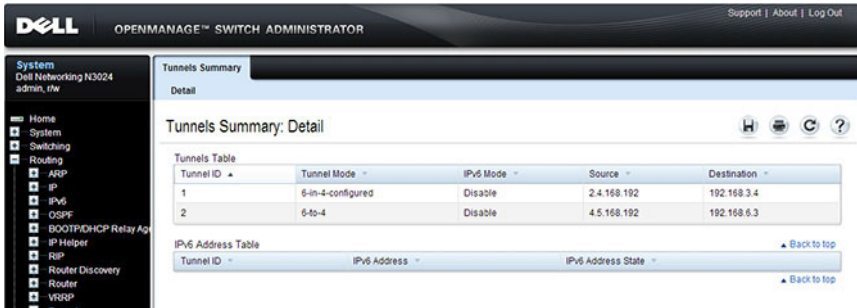 Support | About | Log Out
DELL OPENMANAGE™ SWITCH ADMINISTRATOR
System
Dell Networking N3024
admin, r/w
Home
System
Switching
Routing
ARP
IP
IPv6
OSPF
BOOTP/DHCP Relay Age
IP Helper
RIP
Router Discovery
Router
VRRP
Tunnels Summary
Detail
Tunnels Summary: Detail
Tunnels Table
Tunnel ID Tunnel Mode IPv6 Mode Source Destination
1 6-in-4-configured Disable 2.4.168.192 192.168.3.4
2 6-to-4 Disable 4.5.168.192 192.168.6.3
Back to top
IPv6 Address Table
Tunnel ID IPv6 Address IPv6 Address State
Back to top